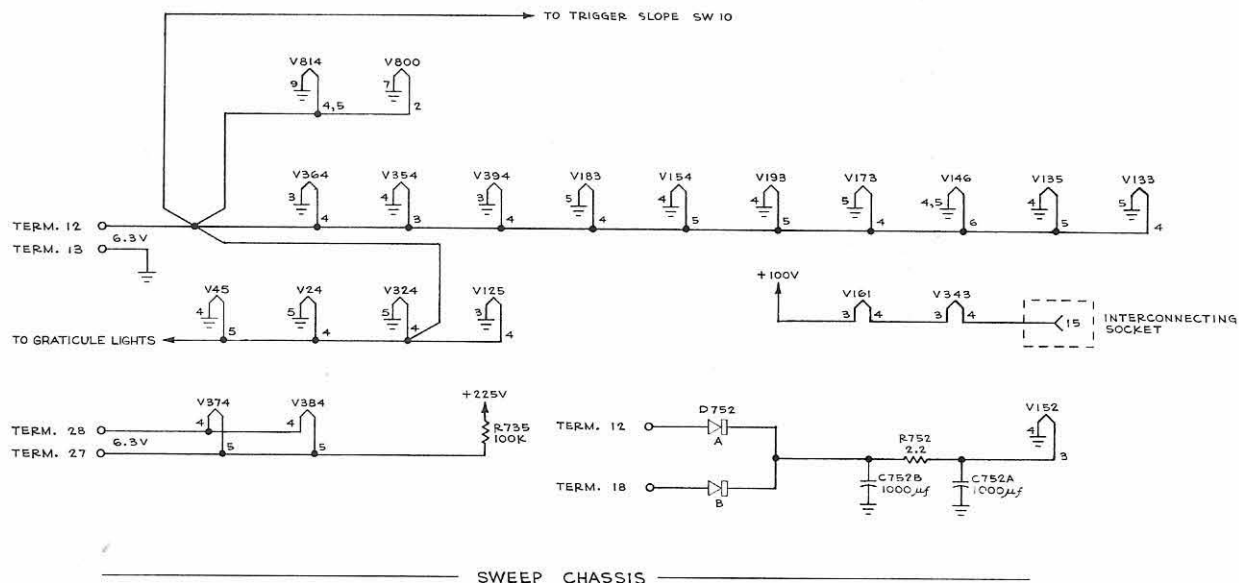 TO TRIGGER SLOPE SW 10
V814 V800
9 7
4,5 2
V364 V354 V394 V183 V154 V193 V173 V146 V135 V133
3 4 3 5 4 4 5 4,5 4 5
TERM. 12 4 3 4 4 5 5 4 6 5 4
6.3V
TERM. 13
+100V
V45 V24 V324 V125 V161 V343
4 5 5 3
3 4 3 4 15 INTERCONNECTING
SOCKET
5 4 4 4
TO GRATICULE LIGHTS
+225V
V374 V384
4 4
TERM. 28
R735
100K
6.3V
TERM. 27 5 5
D752
TERM. 12
A
V152
4
R752
2.2
3
TERM. 18
B
C752B
1000µf
C752A
1000µf
SWEEP CHASSIS